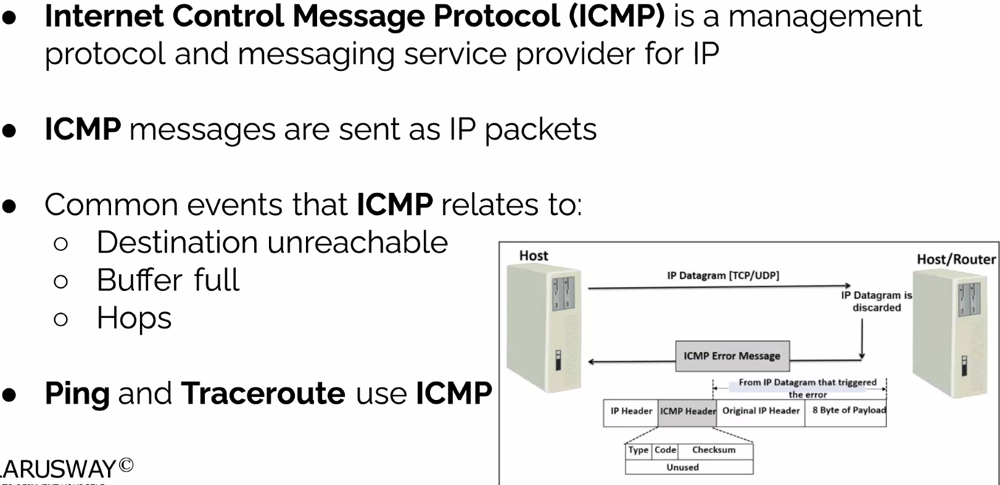 ● Internet Control Message Protocol (ICMP) is a management
protocol and messaging service provider for IP
● ICMP messages are sent as IP packets
● Common events that ICMP relates to:
○ Destination unreachable
○ Buffer full
○ Hops
● Ping and Traceroute use ICMP
Host
Host/Router
IP Datagram [TCP/UDP]
IP Datagram is
discarded
ICMP Error Message
From IP Datagram that triggered
the error
IP Header ICMP Header Original IP Header 8 Byte of Payload
Type Code Checksum
Unused
LARUSWAY©